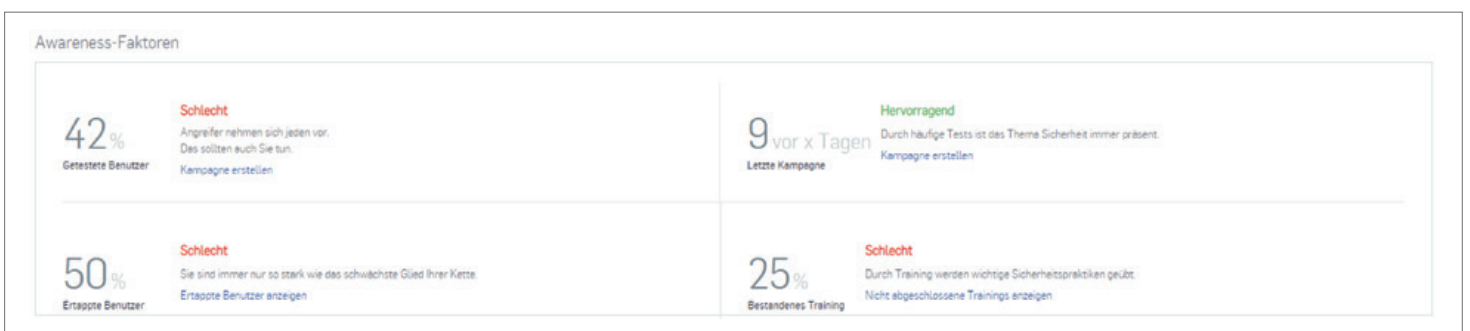 Awareness-Faktoren
42%
Getestete Benutzer
Schlecht
Angreifer nehmen sich jeden vor.
Das sollten auch Sie tun.
Kampagne erstellen
9 vor x Tagen
Letzte Kampagne
Hervorragend
Durch häufige Tests ist das Thema Sicherheit immer präsent.
Kampagne erstellen
50%
Ertappte Benutzer
Schlecht
Sie sind immer nur so stark wie das schwächste Glied Ihrer Kette.
Ertappte Benutzer anzeigen
25%
Bestandenes Training
Schlecht
Durch Training werden wichtige Sicherheitspraktiken geübt.
Nicht abgeschlossene Trainings anzeigen